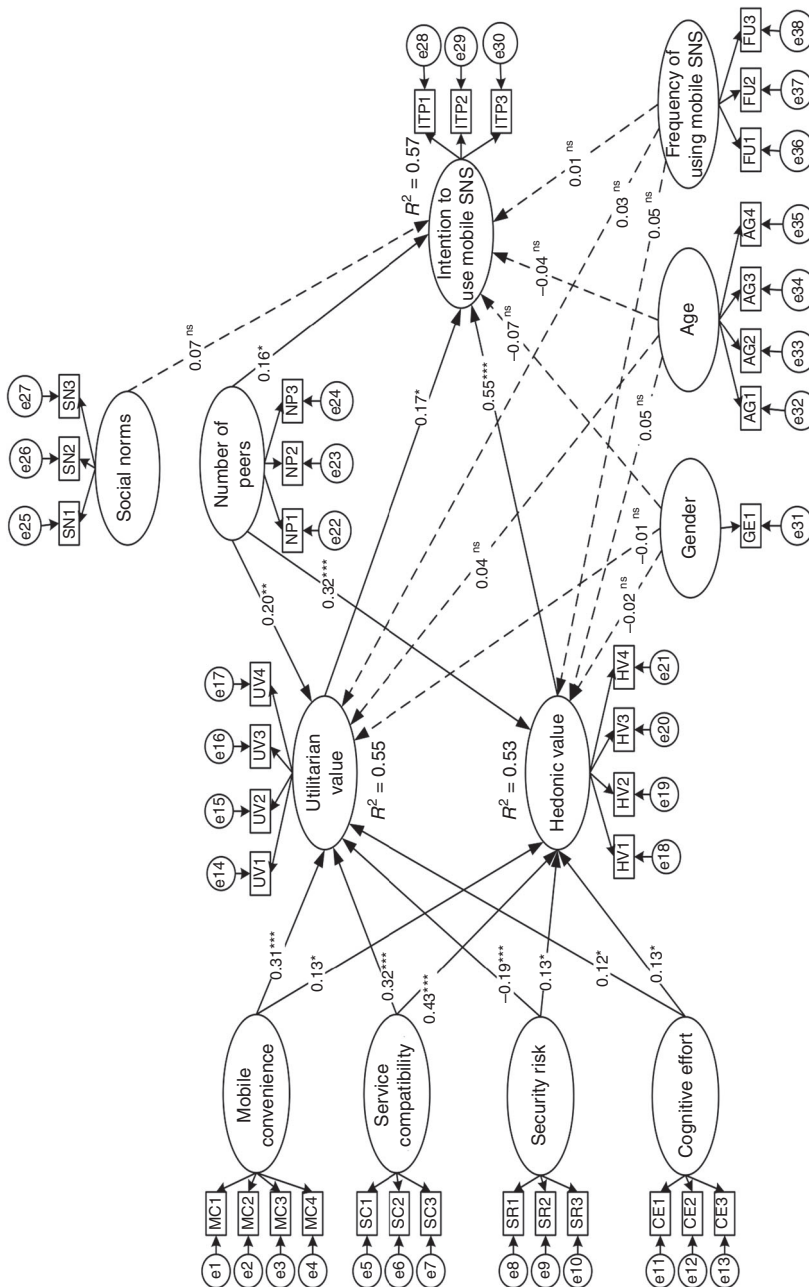 e1
MC1
e2
MC2
e3
MC3
e4
MC4
Mobile
convenience
e5
SC1
e6
SC2
e7
SC3
Service
compatibility
e8
SR1
e9
SR2
e10
SR3
Security risk
e11
CE1
e12
CE2
e13
CE3
Cognitive effort
0.31***
0.13*
0.32***
0.43***
–0.19***
0.13*
0.12*
0.13*
e14
e15
e16
e17
UV1
UV2
UV3
UV4
Utilitarian
value
R² = 0.55
R² = 0.53
Hedonic value
HV1
HV2
HV3
HV4
e18
e19
e20
e21
0.20**
0.32***
e25
e26
e27
SN1
SN2
SN3
Social norms
Number of
peers
NP1
NP2
NP3
e22
e23
e24
0.07 ns
0.16*
0.17*
0.55***
–0.07 ns
–0.04 ns
0.01 ns
0.03 ns
0.05 ns
0.05 ns
0.04 ns
–0.01 ns
–0.02 ns
R² = 0.57
Intention to
use mobile SNS
ITP1
e28
ITP2
e29
ITP3
e30
Gender
GE1
e31
Age
AG1
AG2
AG3
AG4
e32
e33
e34
e35
Frequency of
using mobile SNS
FU1
FU2
FU3
e36
e37
e38